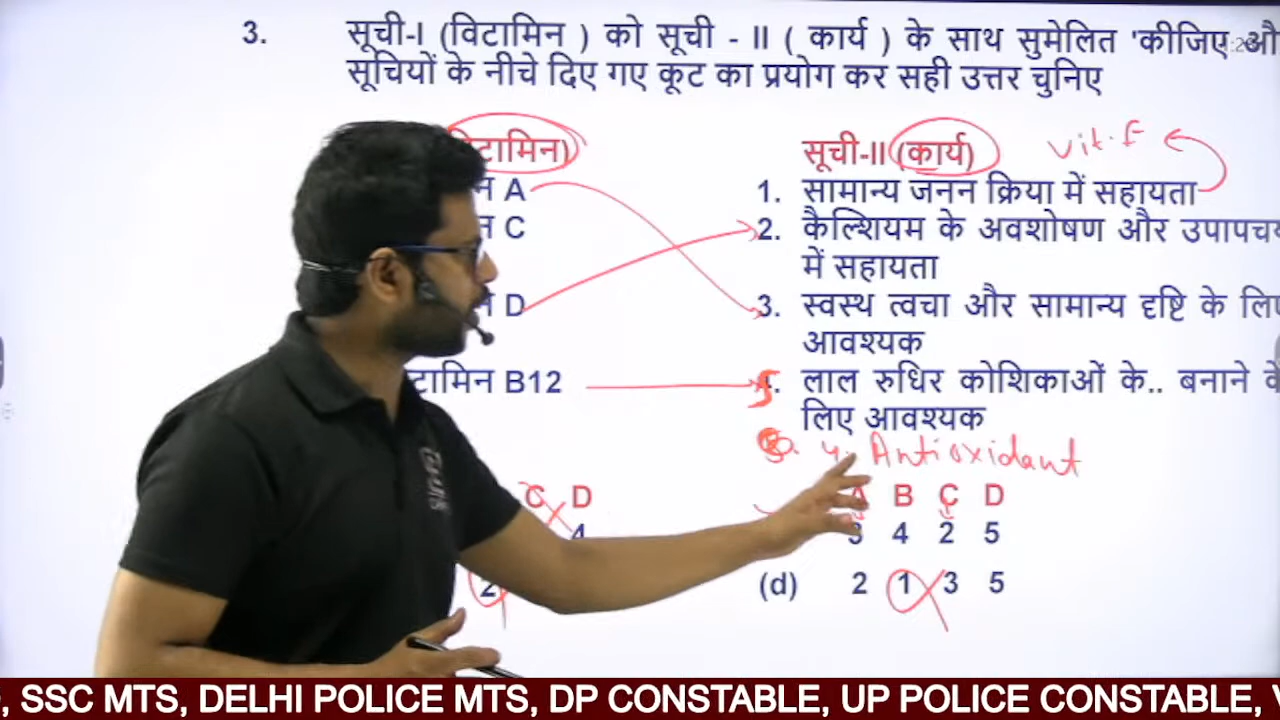 3. सूची-I (विटामिन ) को सूची - II ( कार्य ) के साथ सुमेलित 'कीजिए औ
सूचियों के नीचे दिए गए कूट का प्रयोग कर सही उत्तर चुनिए
विटामिन)
सूची-II (कार्य)
vit. E
न A
1. सामान्य जनन क्रिया में सहायता
न C
2. कैल्शियम के अवशोषण और उपापचय
में सहायता
न D
3. स्वस्थ त्वचा और सामान्य दृष्टि के लिए
आवश्यक
टामिन B12
5. लाल रुधिर कोशिकाओं के.. बनाने के
लिए आवश्यक
4. Antioxidant
C D
A B C D
4
3 4 2 5
2
(d) 2 1 3 5
, SSC MTS, DELHI POLICE MTS, DP CONSTABLE, UP POLICE CONSTABLE, V